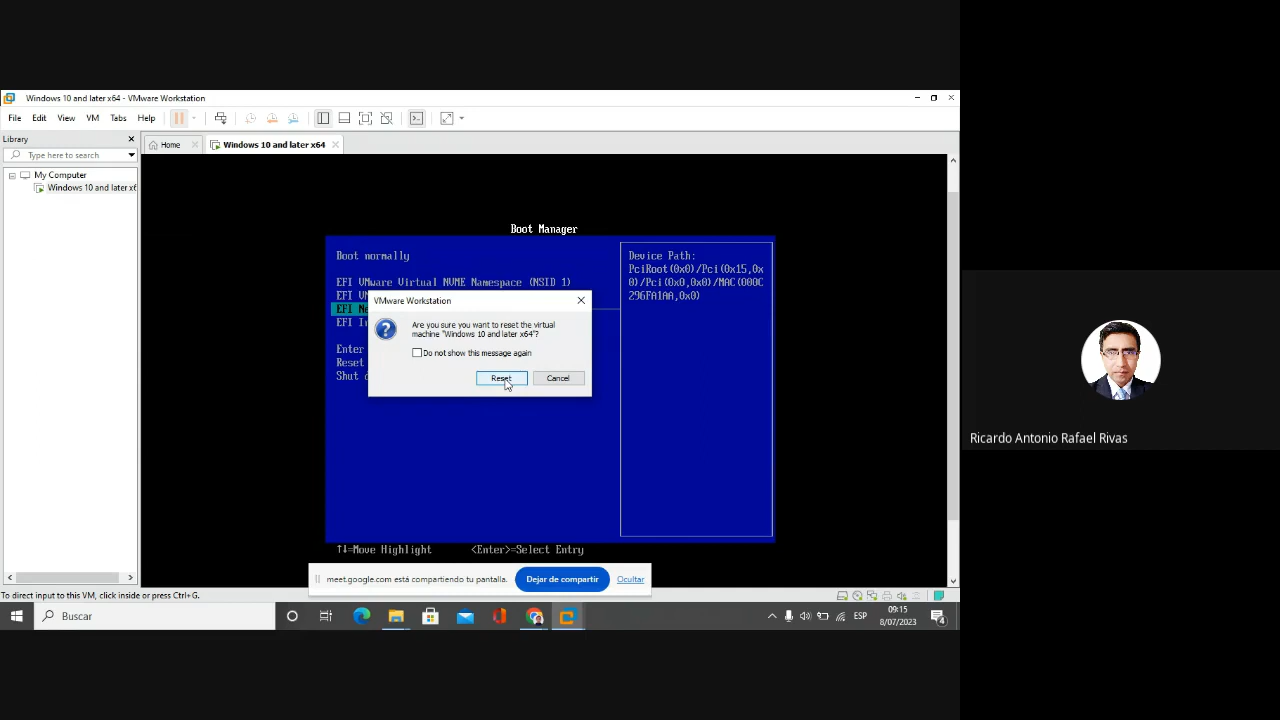 Windows 10 and later x64 - VMware Workstation
File Edit View VM Tabs Help
Library
Type here to search
Home
Windows 10 and later x64
My Computer
Windows 10 and later x6
Boot Manager
Boot normally
EFI VMware Virtual NVME Namespace (NSID 1)
EFI
EFI
EFI
Enter
Reset
Shut
Device Path:
PciRoot(0x0)/Pci(0x15,0x
0)/Pci(0x0,0x0)/MAC(000C
296FA1AA,0x0)
VMware Workstation
Are you sure you want to reset the virtual
machine "Windows 10 and later x64"?
Do not show this message again
Reset Cancel
↑↓=Move Highlight <Enter>=Select Entry
meet.google.com está compartiendo tu pantalla. Dejar de compartir Ocultar
To direct input to this VM, click inside or press Ctrl+G.
Buscar
ESP
09:15
8/07/2023
4
Ricardo Antonio Rafael Rivas